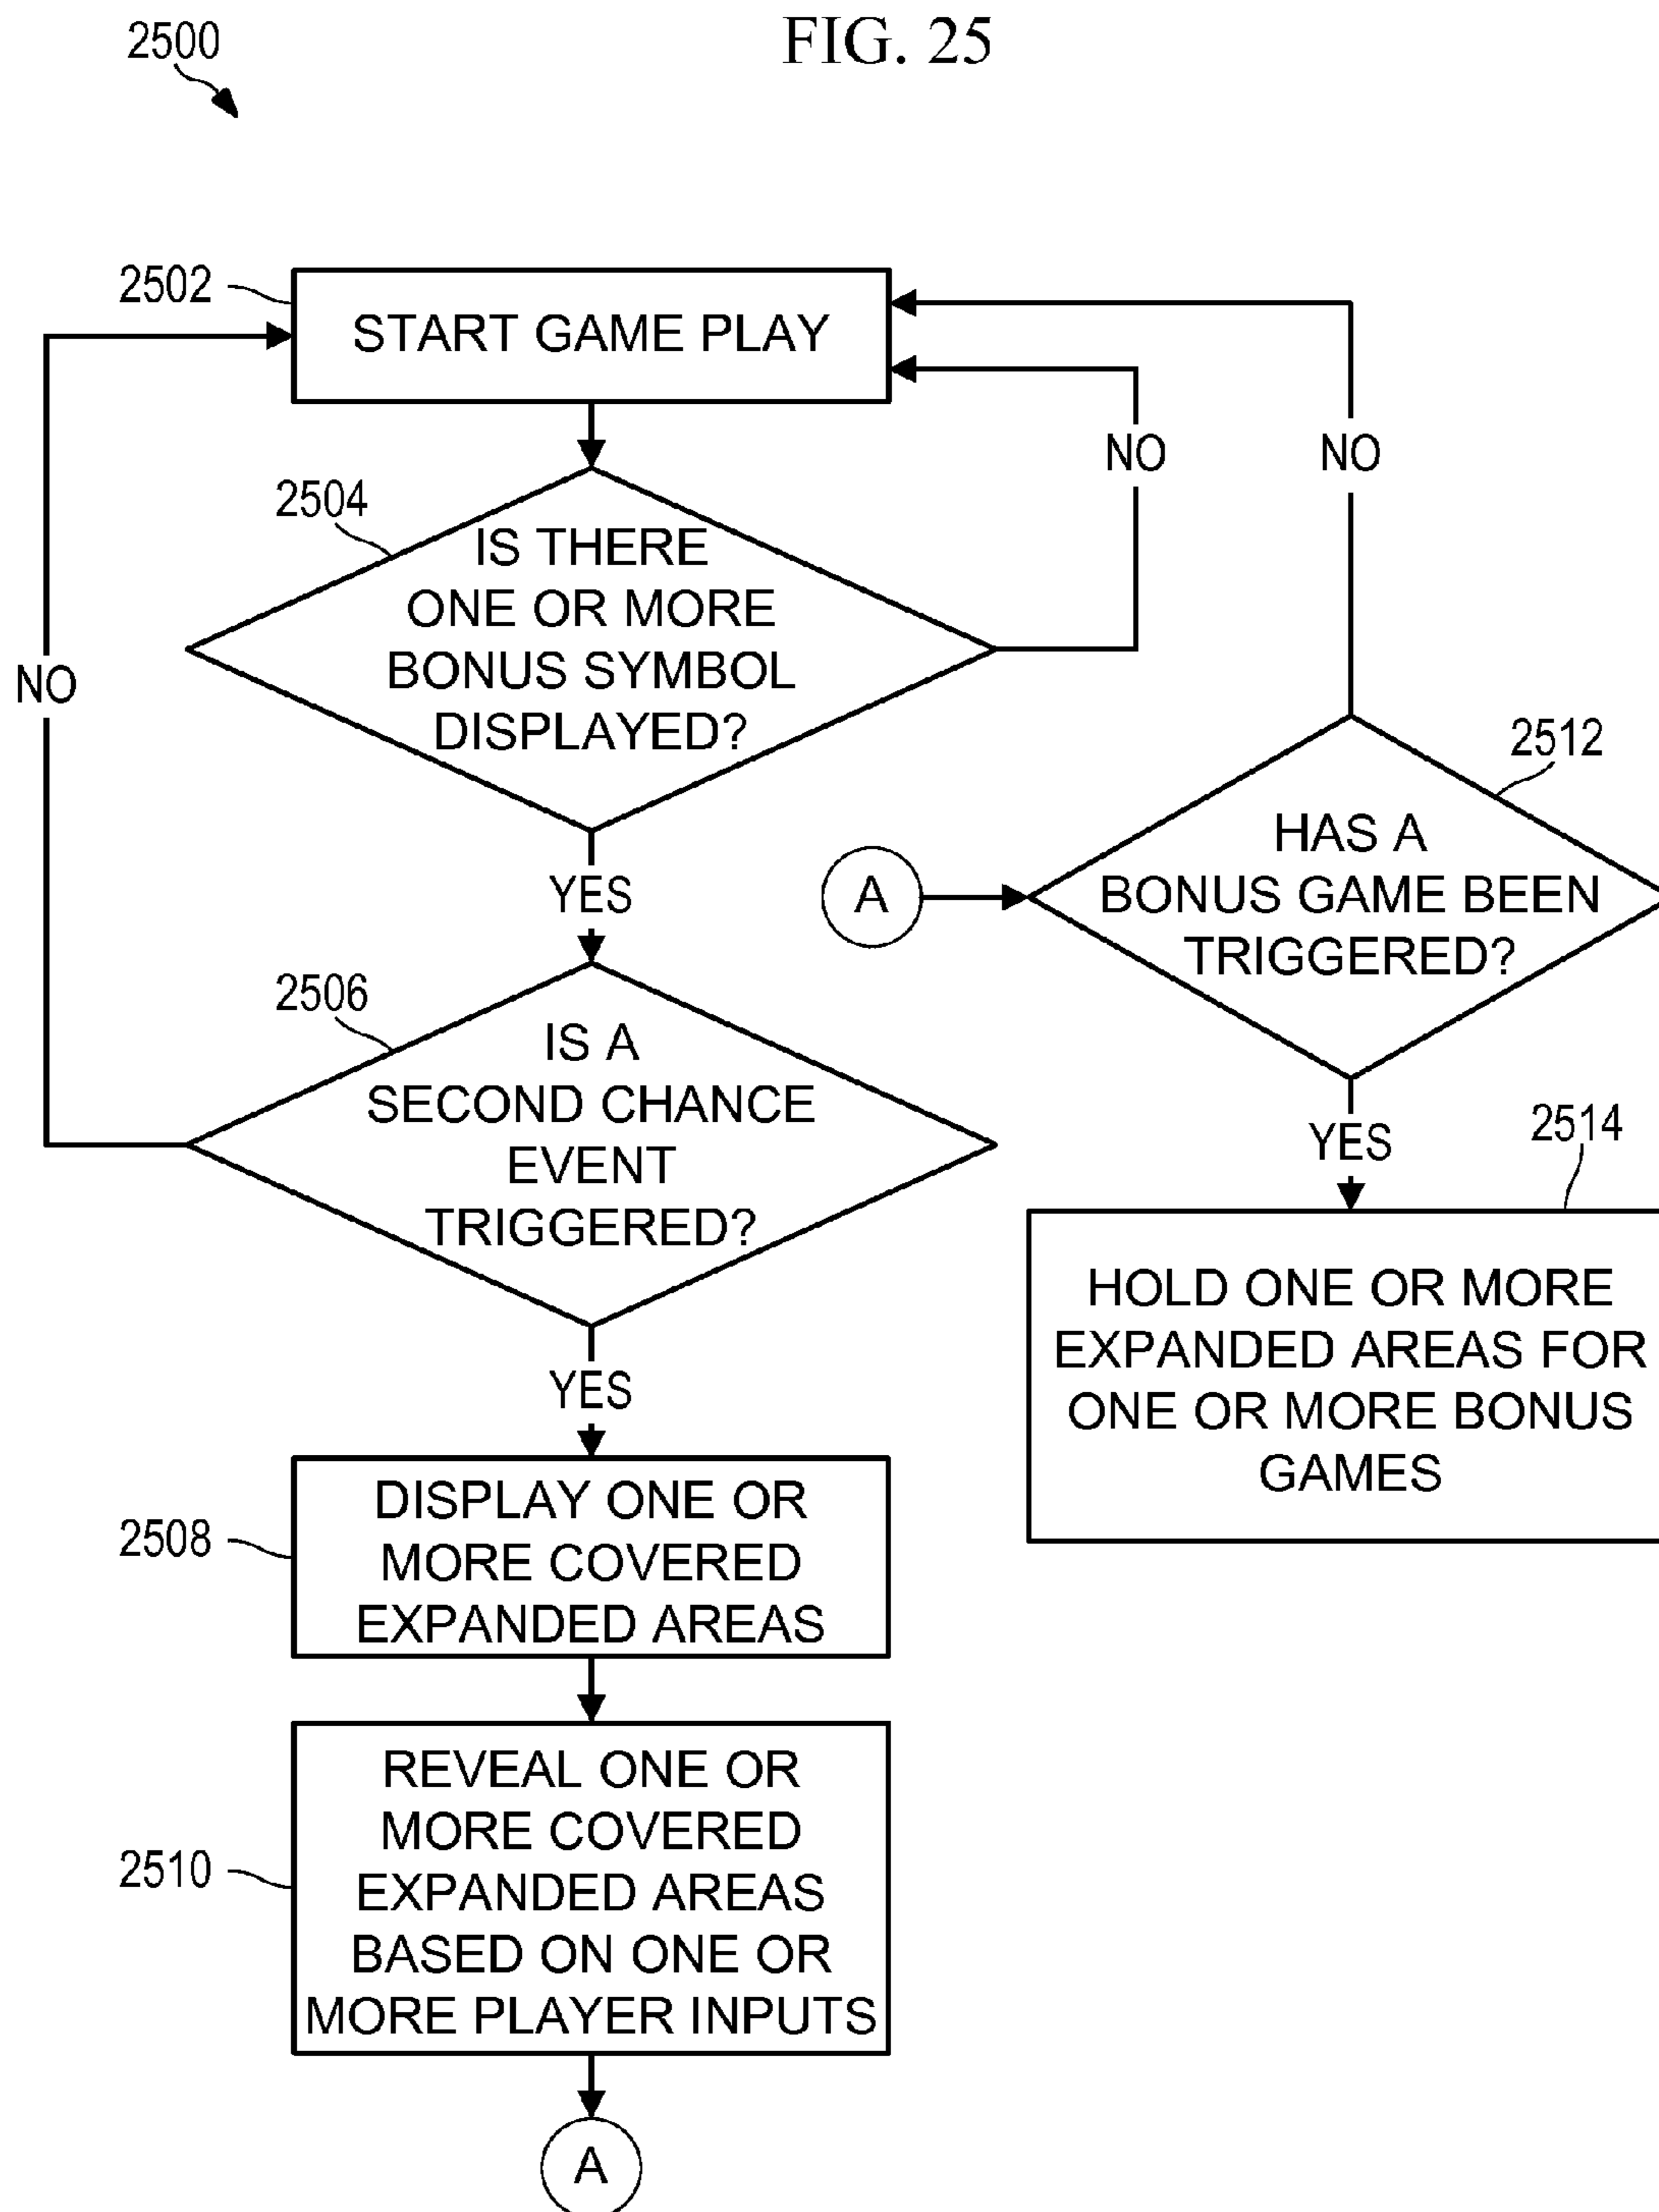 2500
FIG. 25
2502
START GAME PLAY
2504
IS THERE
ONE OR MORE
BONUS SYMBOL
DISPLAYED?
NO
NO
NO
YES
2506
IS A
SECOND CHANCE
EVENT
TRIGGERED?
YES
2508
DISPLAY ONE OR
MORE COVERED
EXPANDED AREAS
2510
REVEAL ONE OR
MORE COVERED
EXPANDED AREAS
BASED ON ONE OR
MORE PLAYER INPUTS
A
A
2512
HAS A
BONUS GAME BEEN
TRIGGERED?
YES
2514
HOLD ONE OR MORE
EXPANDED AREAS FOR
ONE OR MORE BONUS
GAMES